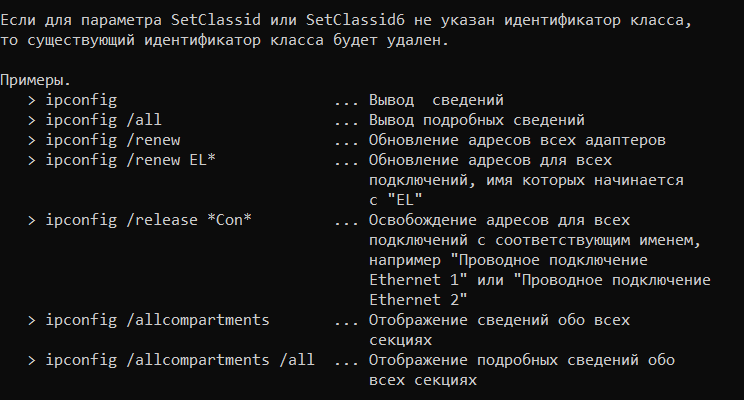 Если для параметра SetClassid или SetClassid6 не указан идентификатор класса,
то существующий идентификатор класса будет удален.
Примеры.
> ipconfig ... Вывод сведений
> ipconfig /all ... Вывод подробных сведений
> ipconfig /renew ... Обновление адресов всех адаптеров
> ipconfig /renew EL* ... Обновление адресов для всех
подключений, имя которых начинается
с "EL"
> ipconfig /release *Con* ... Освобождение адресов для всех
подключений с соответствующим именем,
например "Проводное подключение
Ethernet 1" или "Проводное подключение
Ethernet 2"
> ipconfig /allcompartments ... Отображение сведений обо всех
секциях
> ipconfig /allcompartments /all ... Отображение подробных сведений обо
всех секциях